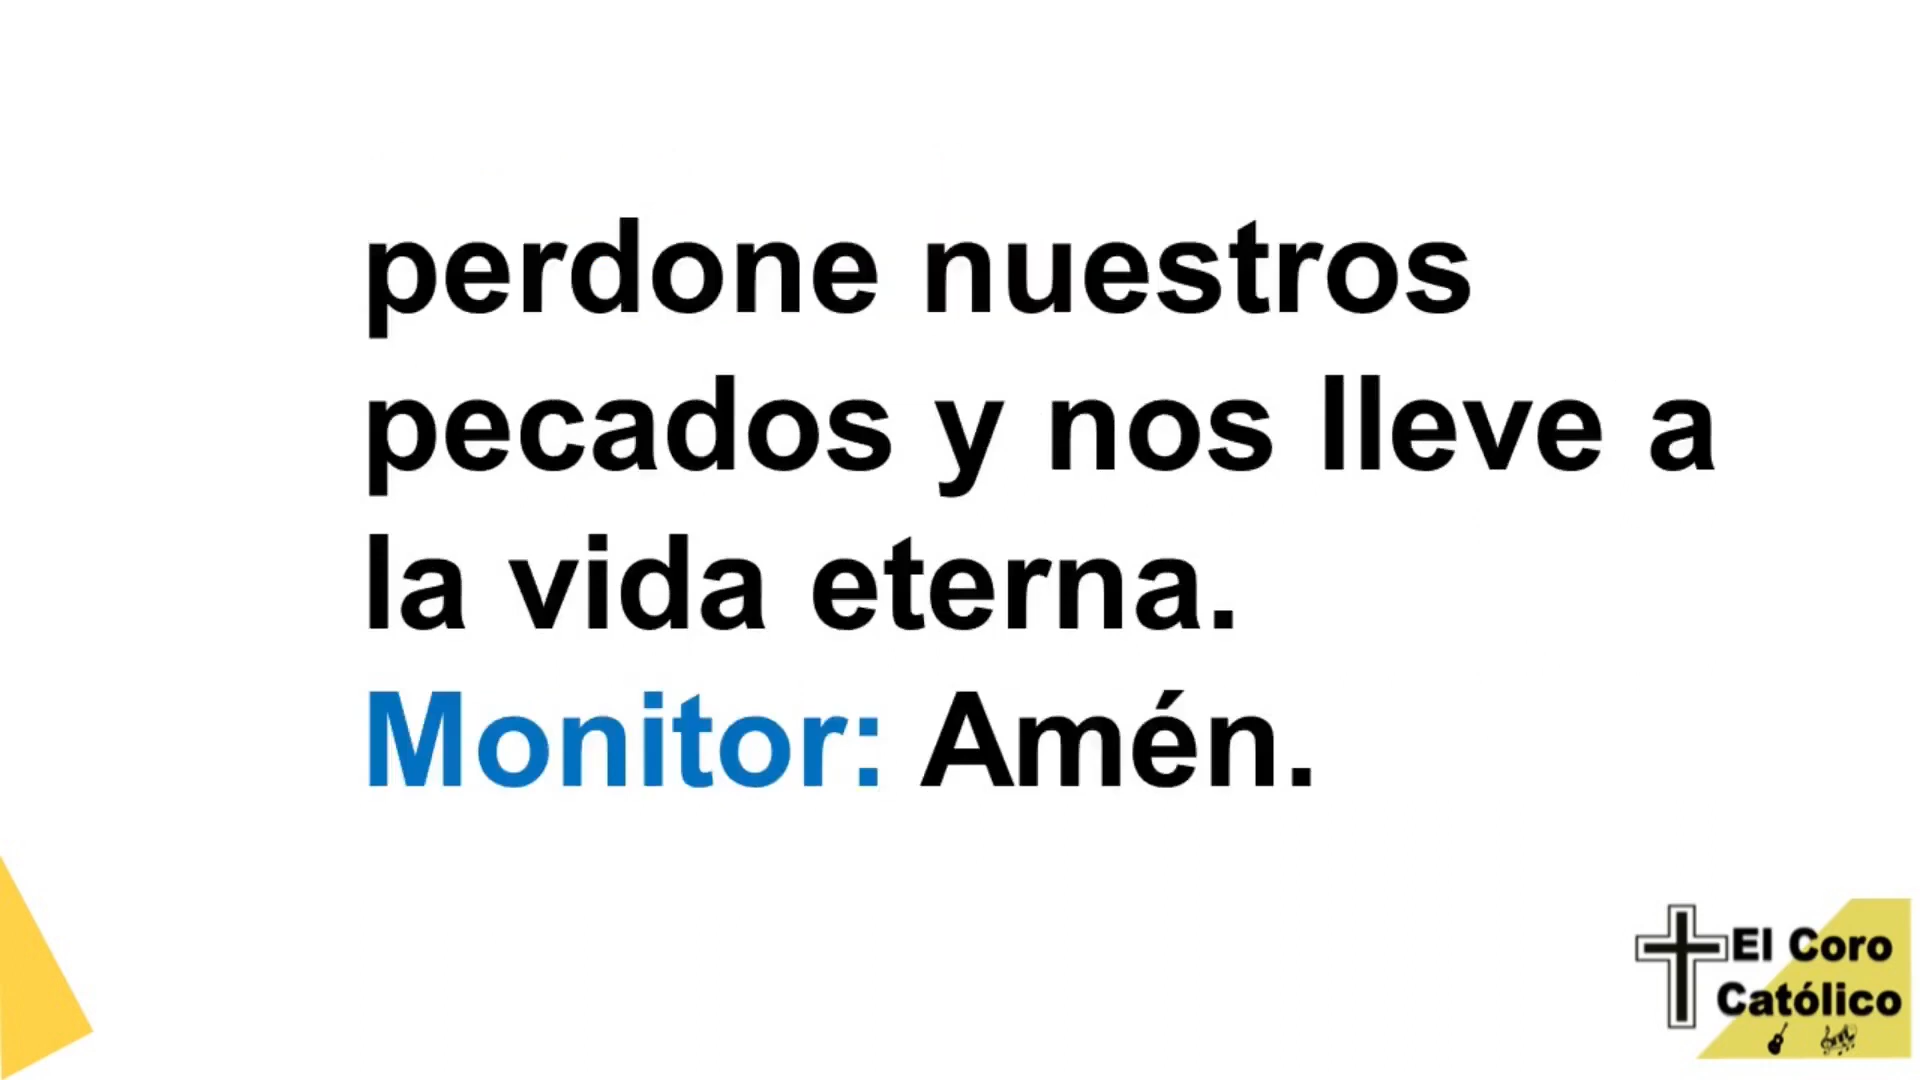 perdone nuestros
pecados y nos lleve a
la vida eterna.
Monitor: Amén.
El Coro
Católico